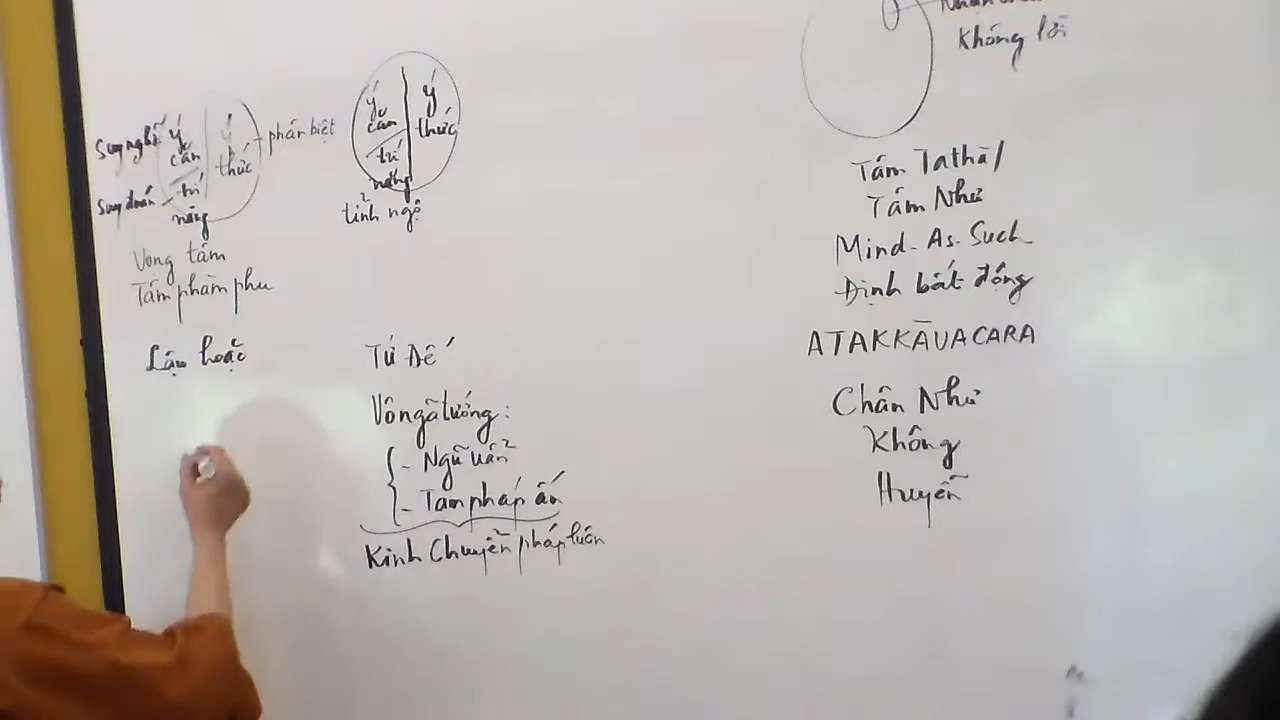 Suy nghĩ ý căn ý thức phân biệt
Suy đoán trí năng
Vọng tâm
Tâm phàm phu
Lậu hoặc
ý căn ý thức
trí năng
tỉnh ngộ
Tứ Đế
Vô ngã tướng:
- Ngũ uẩn
- Tam pháp ấn
Kinh Chuyển pháp luân
không lời
Tâm Tathā/
Tâm Như
Mind-As-Such
Định bất động
ATAKKĀVACARA
Chân Như
Không
Huyễn